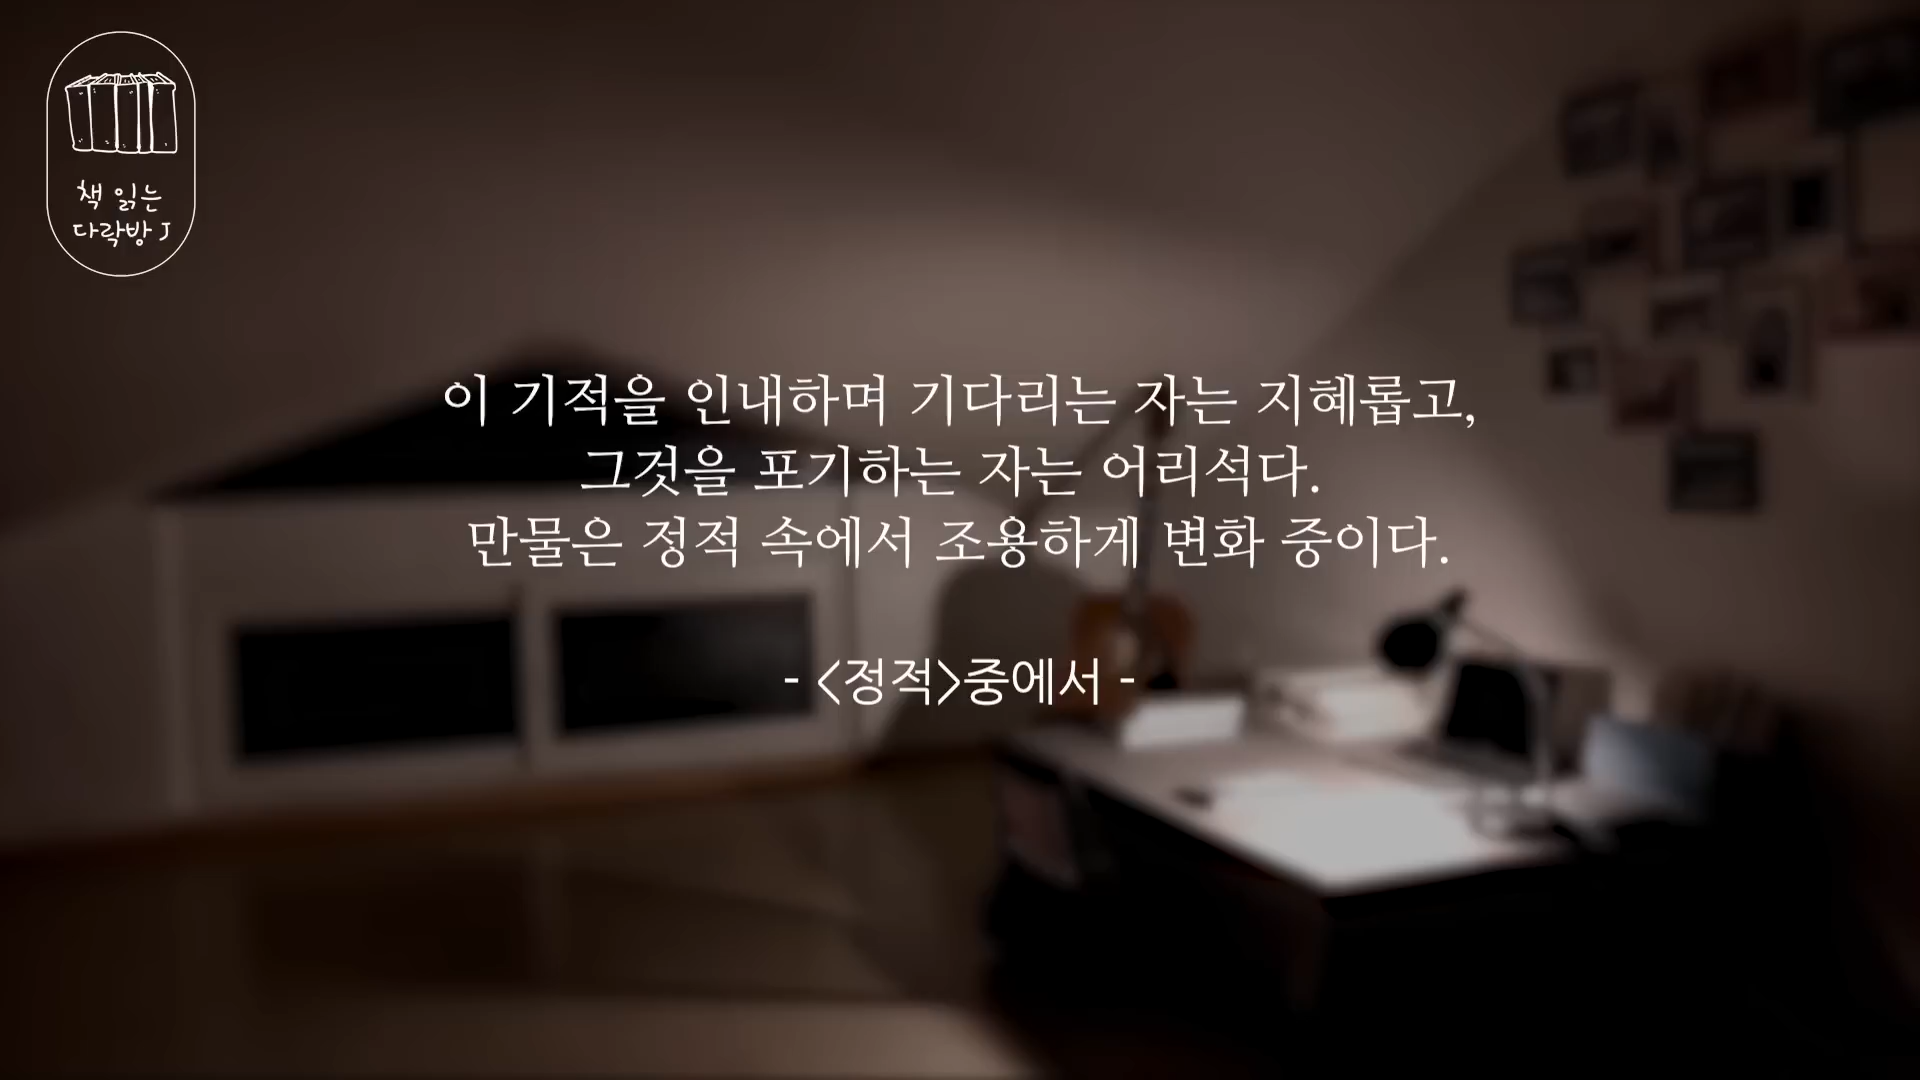 책 읽는
다락방 J
이 기적을 인내하며 기다리는 자는 지혜롭고,
그것을 포기하는 자는 어리석다.
만물은 정적 속에서 조용하게 변화 중이다.
- <정적>중에서 -